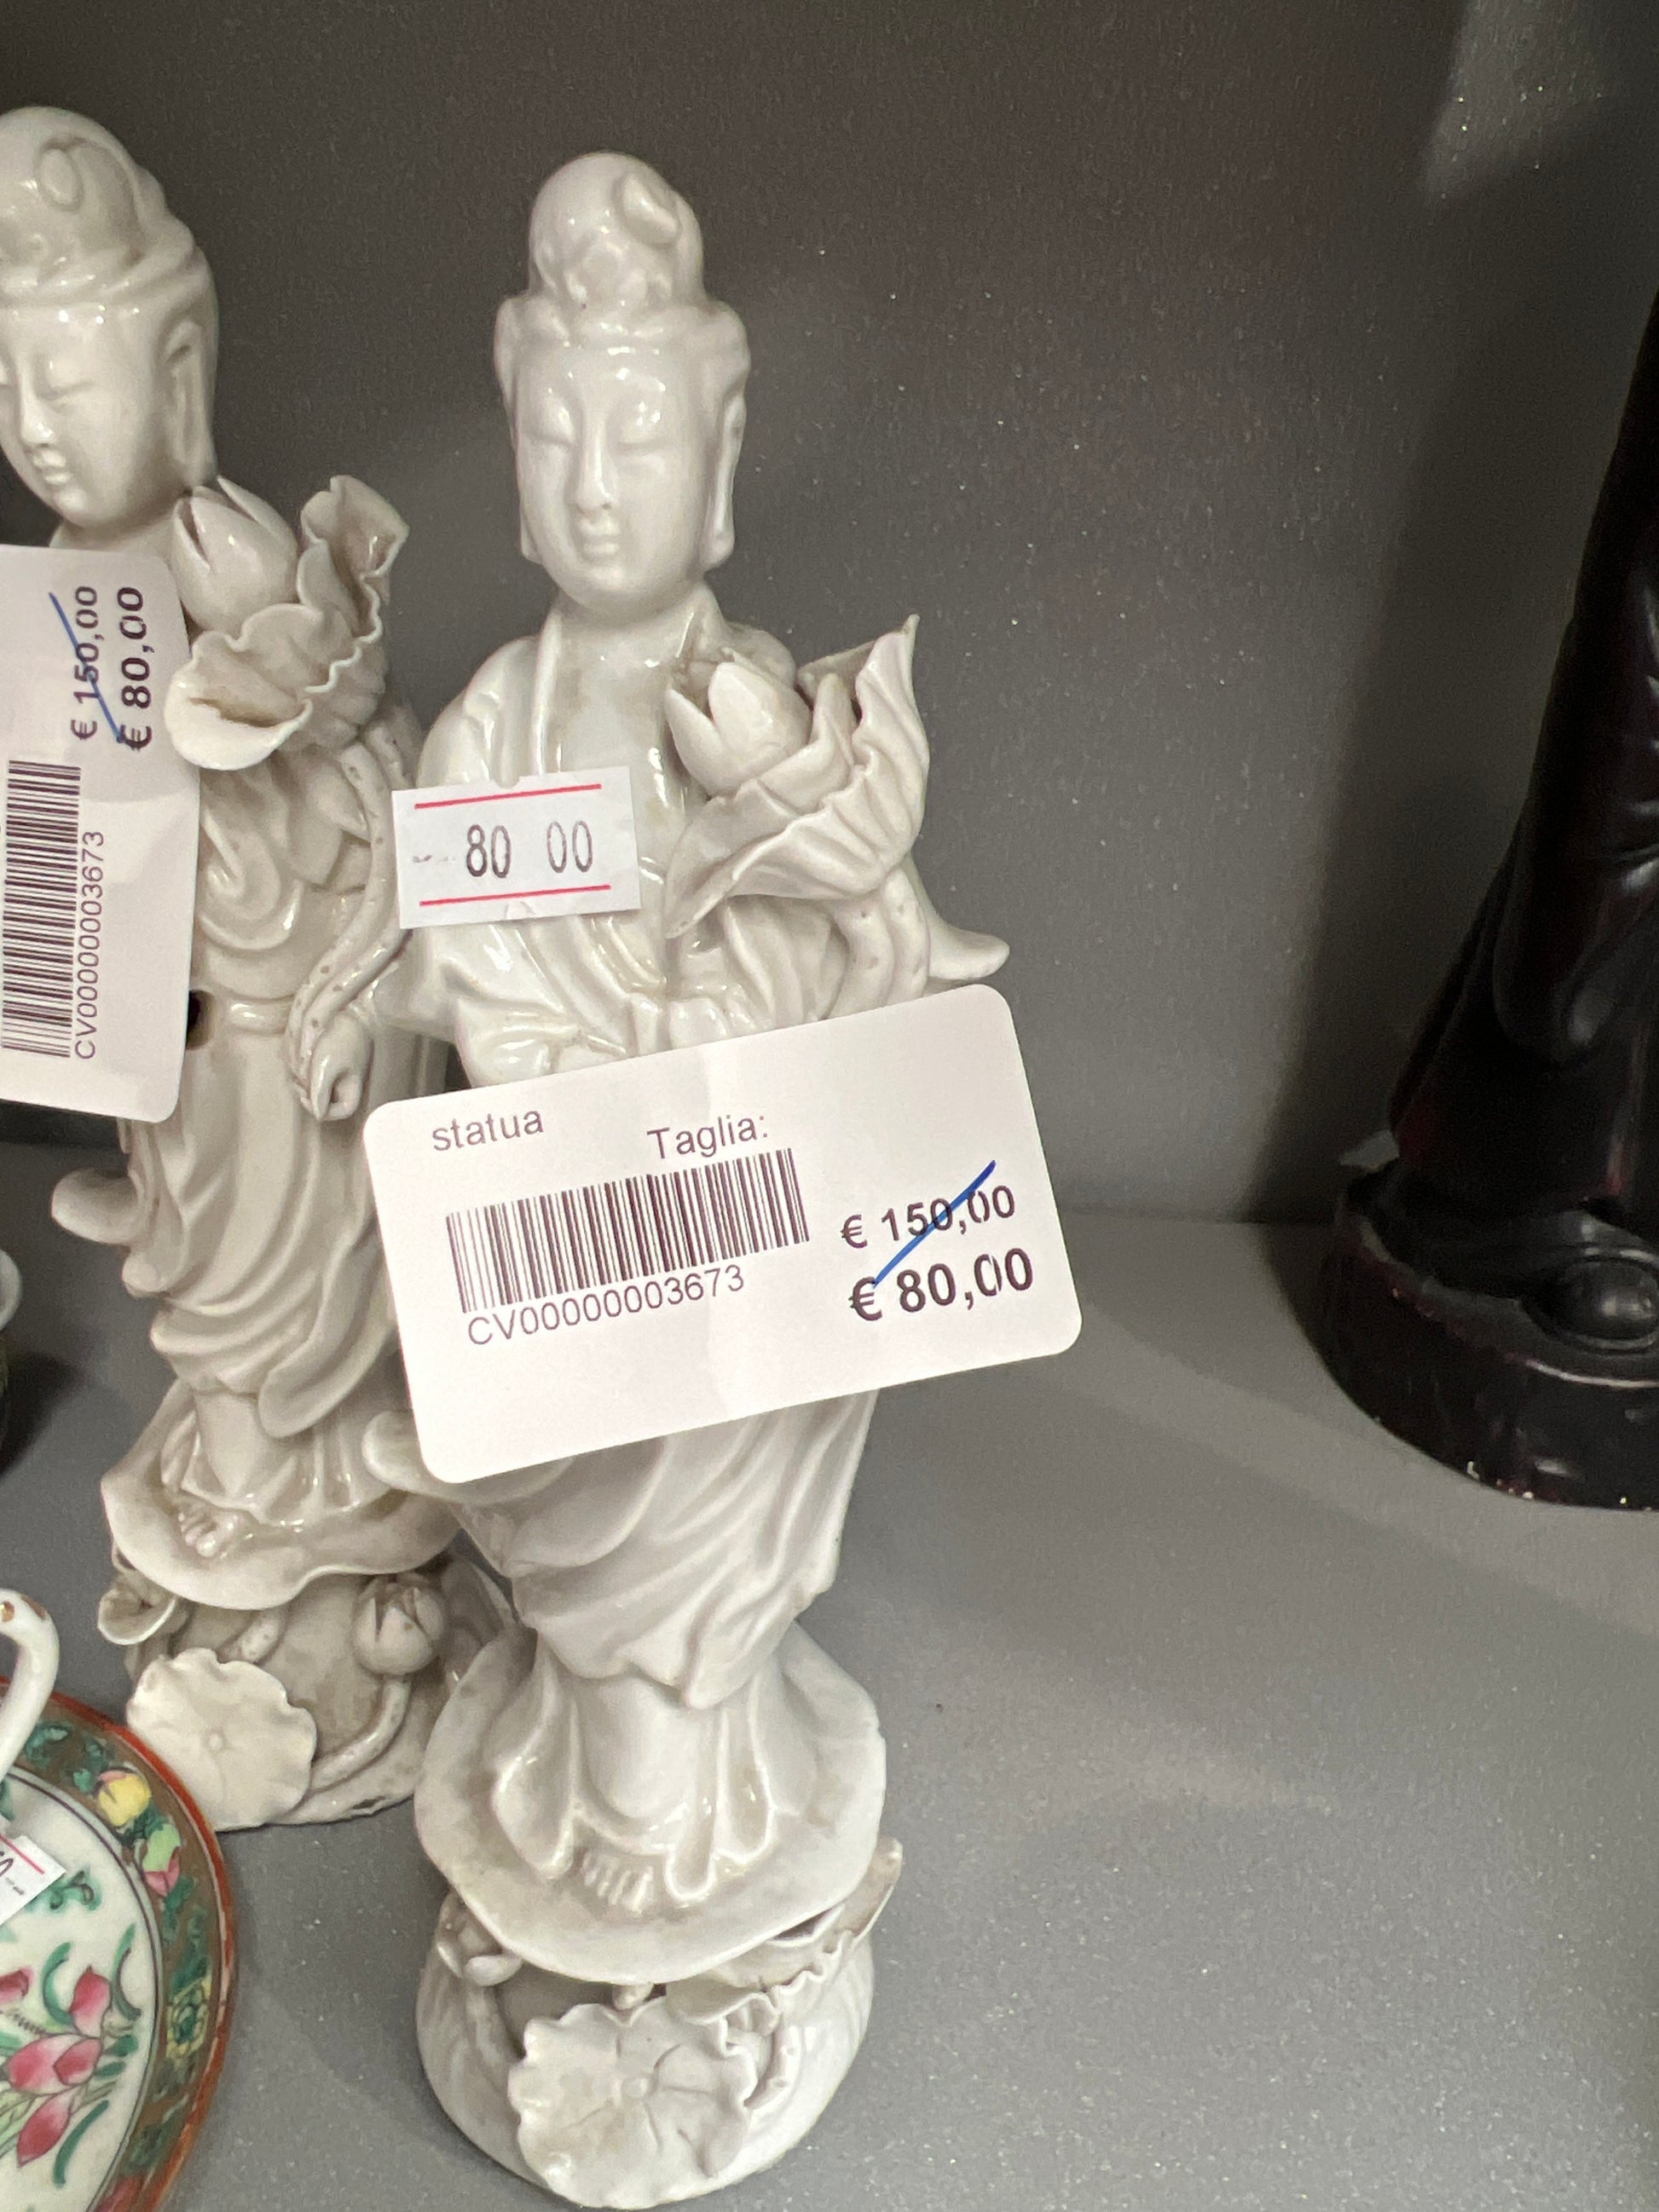 € 150,00
€ 80,00
CV00000003673
80 00
statua
Taglia:
CV00000003673
€ 150,00
€ 80,00